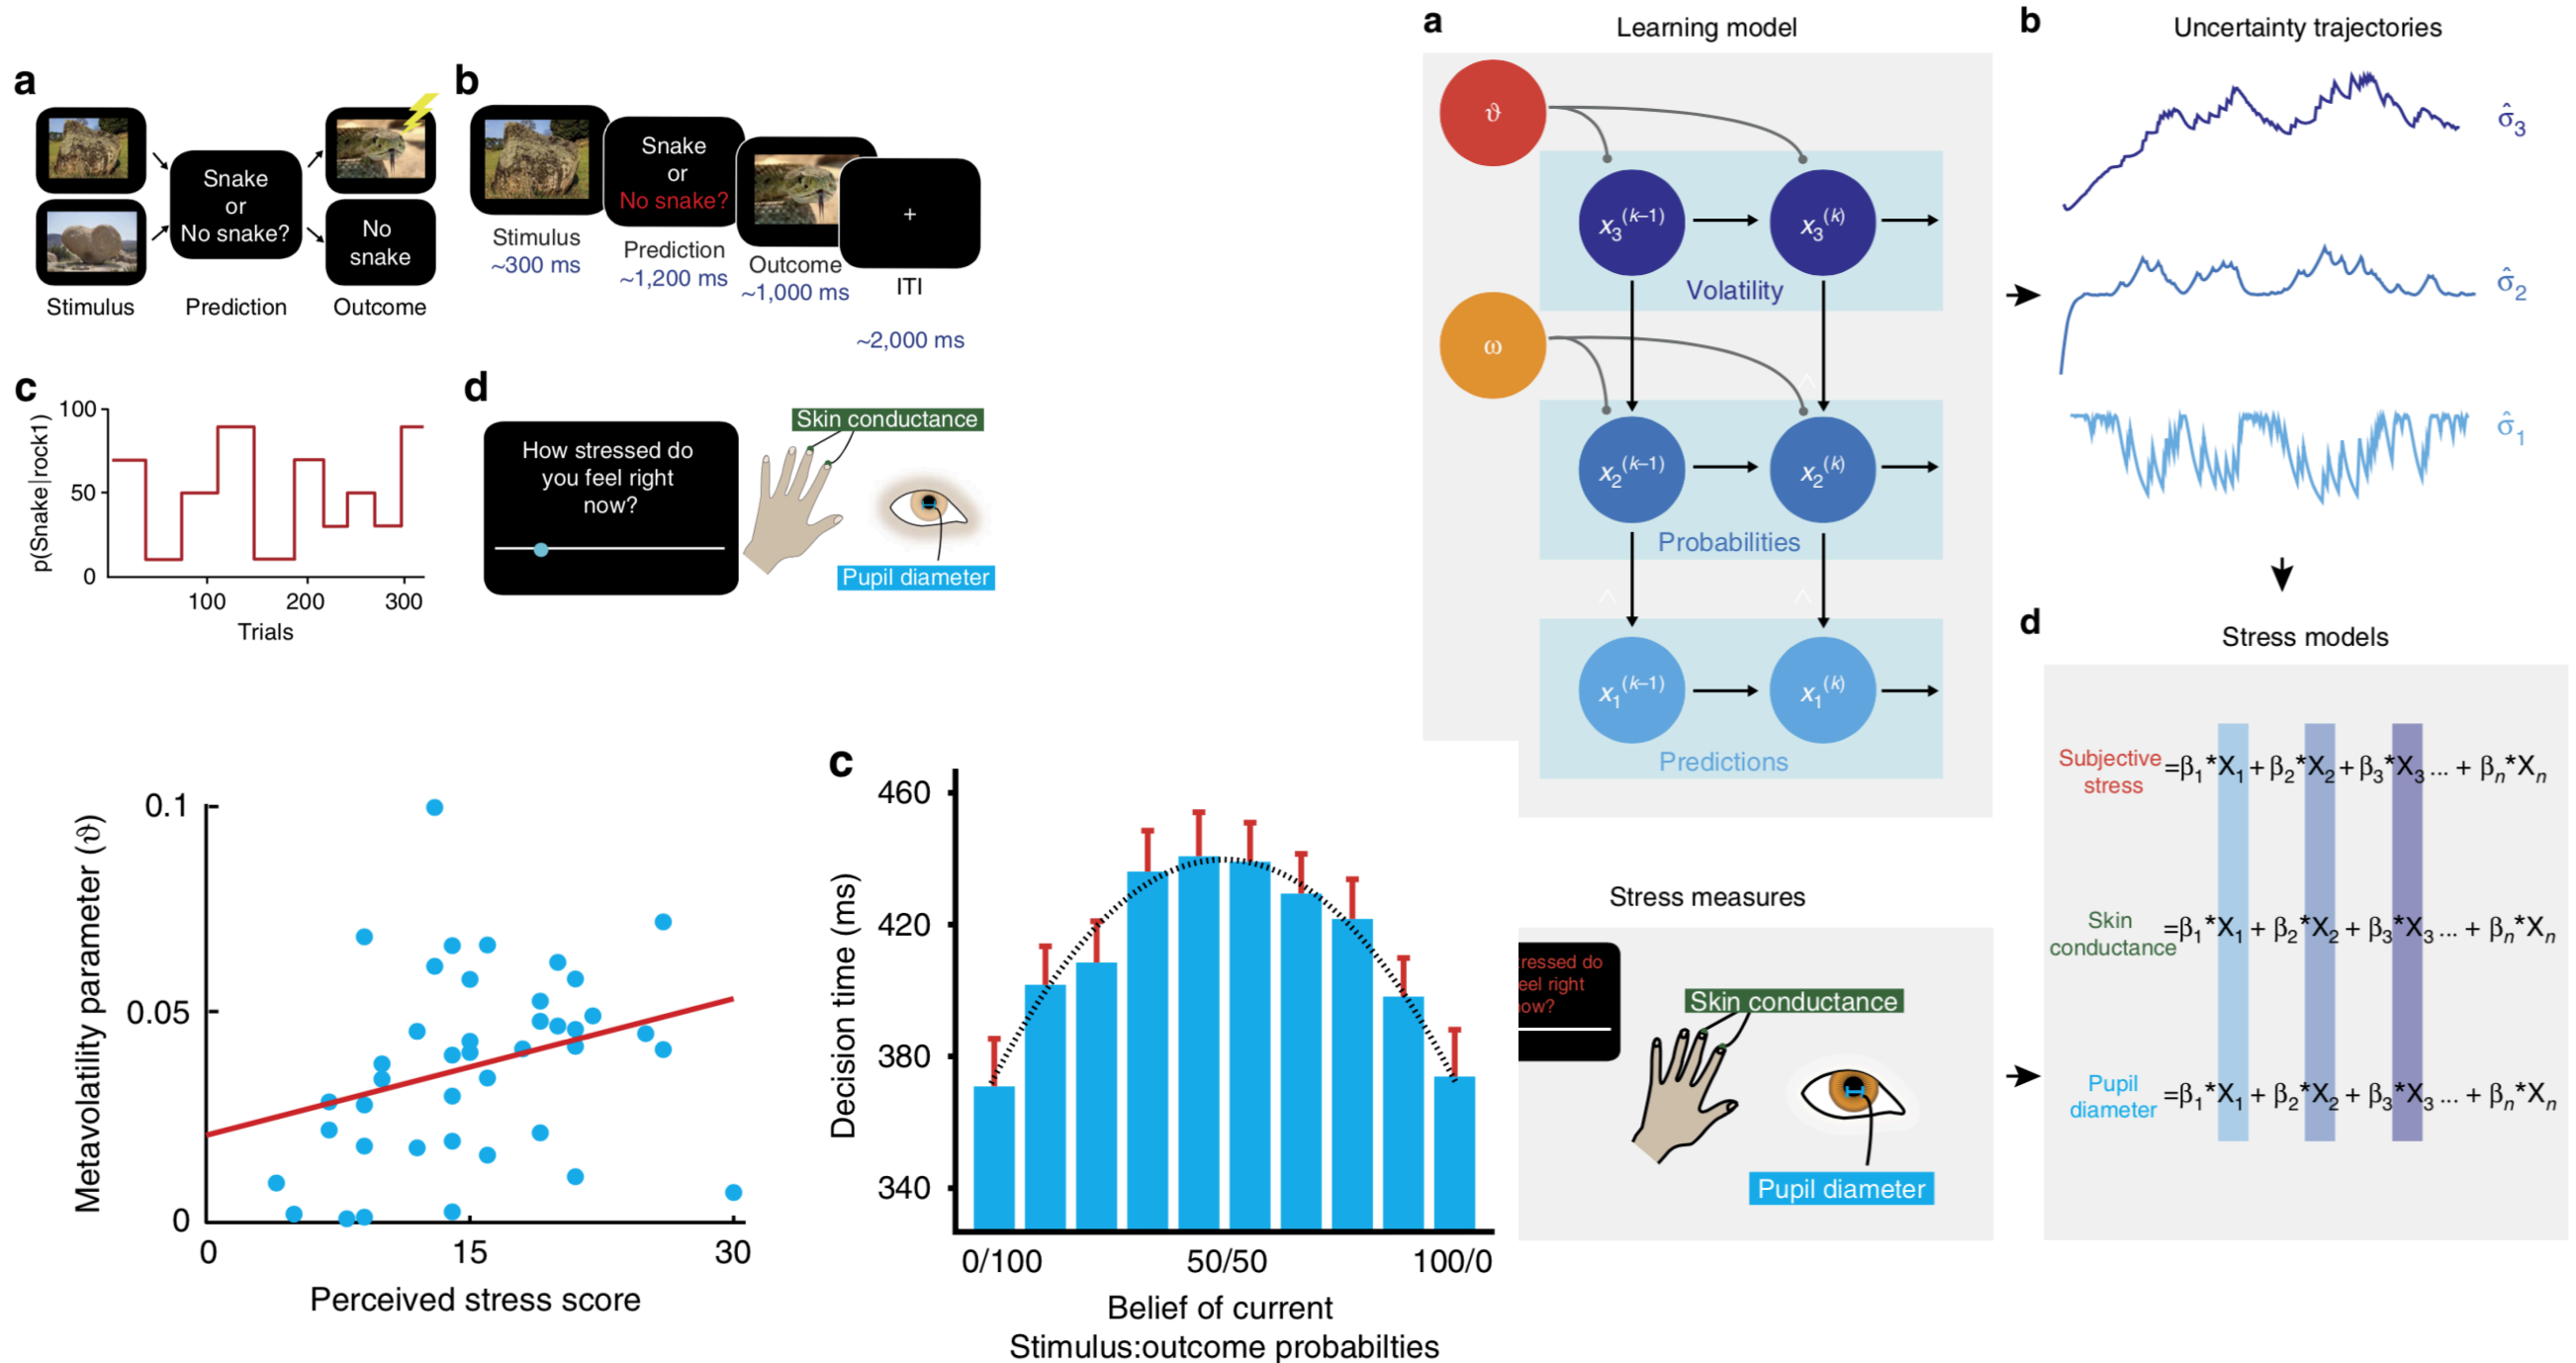 a
Snake
or
No snake?
No
snake
Stimulus
Prediction
Outcome
b
Snake
or
No snake?
+
Stimulus
~300 ms
Prediction
~1,200 ms
Outcome
~1,000 ms
ITI
~2,000 ms
c
p(Snake|rock1)
100
50
0
100
200
300
Trials
d
How stressed do
you feel right
now?
Skin conductance
Pupil diameter
Metavolatility parameter (ϑ)
0.1
0.05
0
0
15
30
Perceived stress score
c
Decision time (ms)
460
420
380
340
0/100
50/50
100/0
Belief of current
Stimulus:outcome probabilties
a
Learning model
ϑ
x₃⁽ᵏ⁻¹⁾
x₃⁽ᵏ⁾
Volatility
ω
x₂⁽ᵏ⁻¹⁾
x₂⁽ᵏ⁾
Probabilities
x₁⁽ᵏ⁻¹⁾
x₁⁽ᵏ⁾
Predictions
Stress measures
ressed do
eel right
ow?
Skin conductance
Pupil diameter
b
Uncertainty trajectories
σ̂₃
σ̂₂
σ̂₁
d
Stress models
Subjective
stress
=β₁*X₁+ β₂*X₂+ β₃*X₃... + βₙ*Xₙ
Skin
conductance
=β₁*X₁ + β₂*X₂ + β₃*X₃... + βₙ*Xₙ
Pupil
diameter
=β₁*X₁ + β₂*X₂ + β₃*X₃... + βₙ*Xₙ